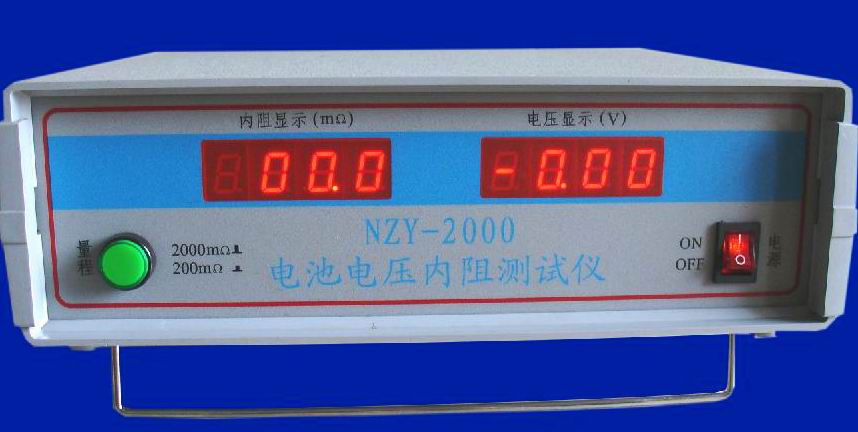 内阻显示(mΩ)
电压显示(V)
00.0
-0.00
NZY-2000
电池电压内阻测试仪
量程
2000mΩ
200mΩ
ON
OFF
电源